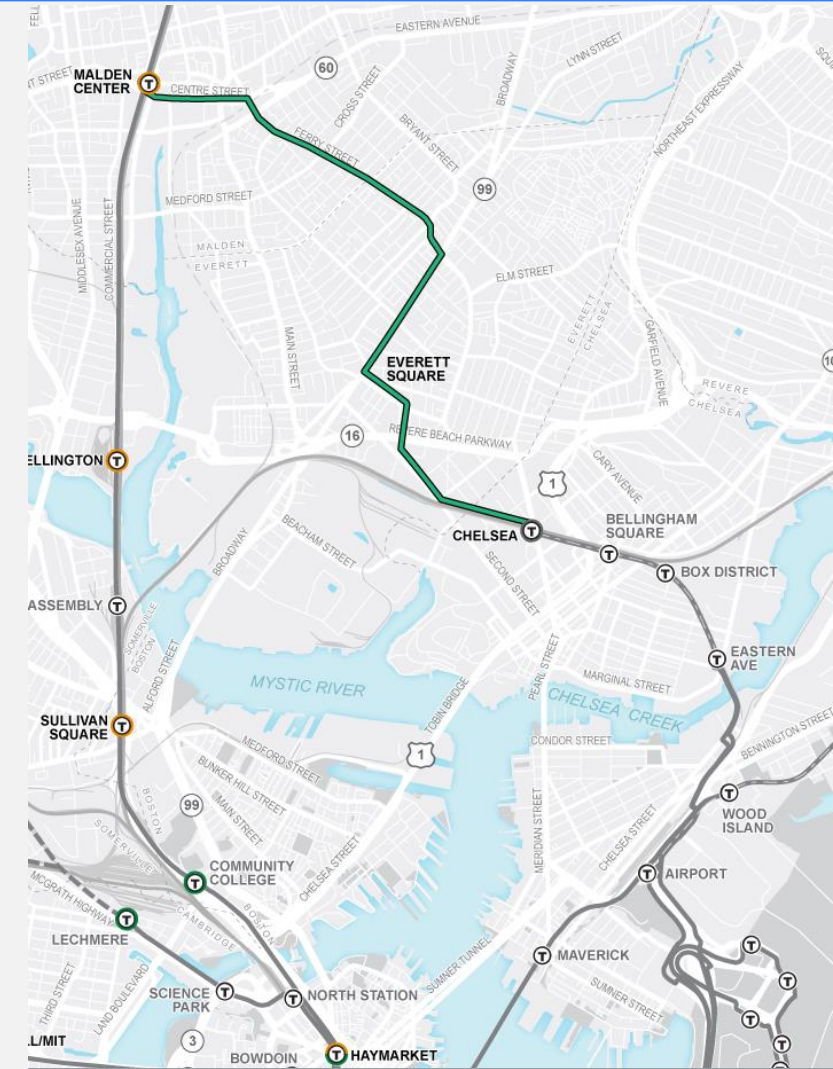 FELL
EASTERN AVENUE
LYNN STREET
BROADWAY
60
MALDEN
CENTER
T
NT STREET
CENTRE STREET
CROSS STREET
BRYANT STREET
NORTHEAST EXPRESSWAY
FERRY STREET
99
MEDFORD STREET
MIDDLESEX AVENUE
COMMERCIAL STREET
MALDEN
EVERETT
ELM STREET
EVERETT
CHELSEA
GARFIELD AVENUE
MAIN STREET
EVERETT
SQUARE
REVERE
CHELSEA
10
16
REVERE BEACH PARKWAY
ELLINGTON
T
CARY AVENUE
1
BROADWAY
BEACHAM STREET
CHELSEA
T
BELLINGHAM
SQUARE
T
SECOND STREET
T
BOX DISTRICT
ASSEMBLY
T
SOMERVILLE
BOSTON
ALFORD STREET
T
EASTERN
AVE
MYSTIC RIVER
TOBIN BRIDGE
PEARL STREET
MARGINAL STREET
CHELSEA CREEK
SULLIVAN
SQUARE
T
MEDFORD STREET
1
CONDOR STREET
BENNINGTON STREET
BUNKER HILL STREET
99
MAIN STREET
BOSTON
SOMERVILLE
T
WOOD
ISLAND
MERIDIAN STREET
CHELSEA STREET
CHELSEA STREET
COMMUNITY
COLLEGE
T
T
AIRPORT
MCGRATH HIGHWAY
T
LECHMERE
CAMBRIDGE
BOSTON
SUMNER TUNNEL
T
MAVERICK
T
THIRD STREET
LAND BOULEVARD
SCIENCE
PARK
T
T
NORTH STATION
SUMNER STREET
T
T
3
LL/MIT
BOWDOIN
T
HAYMARKET
T